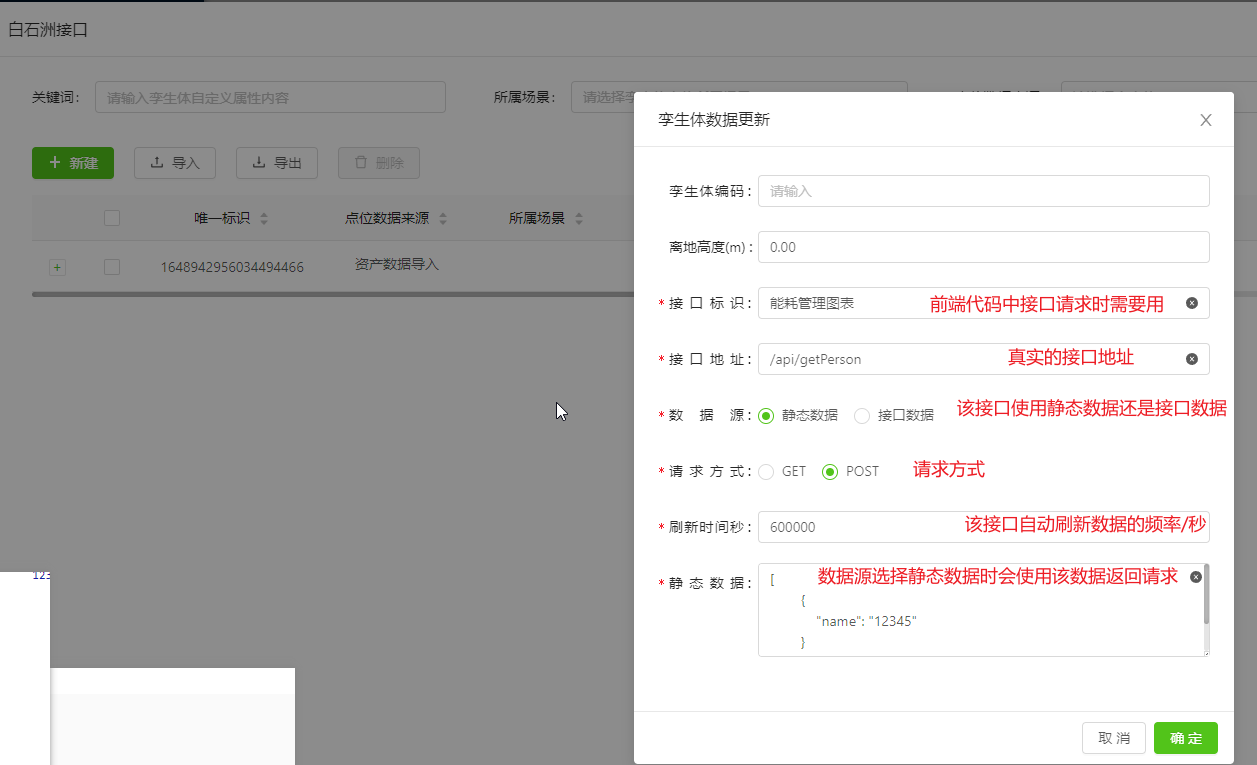 白石洲接口
关键词: 请输入孪生体自定义属性内容 所属场景: 请选择
孪生体数据更新
+ 新建 导入 导出 删除
孪生体编码: 请输入
唯一标识 点位数据来源 所属场景
离地高度(m): 0.00
1648942956034494466 资产数据导入
* 接口标识: 能耗管理图表 前端代码中接口请求时需要用
* 接口地址: /api/getPerson 真实的接口地址
* 数据源: 静态数据 接口数据 该接口使用静态数据还是接口数据
* 请求方式: GET POST 请求方式
* 刷新时间秒: 600000 该接口自动刷新数据的频率/秒
123
* 静态数据: [ 数据源选择静态数据时会使用该数据返回请求
{
"name": "12345"
}
取消 确定